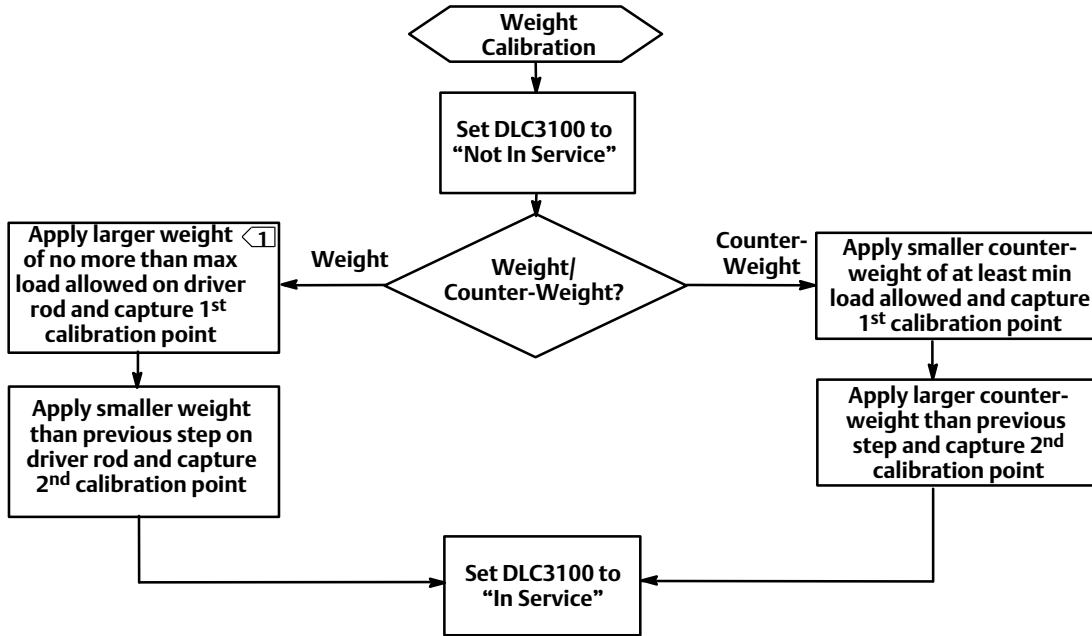 Weight
Calibration
Set DLC3100 to
“Not In Service”
Weight/
Counter-Weight?
Weight
Counter-
Weight
Apply larger weight 1
of no more than max
load allowed on driver
rod and capture 1st
calibration point
Apply smaller weight
than previous step on
driver rod and capture
2nd calibration point
Apply smaller counter-
weight of at least min
load allowed and capture
1st calibration point
Apply larger counter-
weight than previous
step and capture 2nd
calibration point
Set DLC3100 to
“In Service”